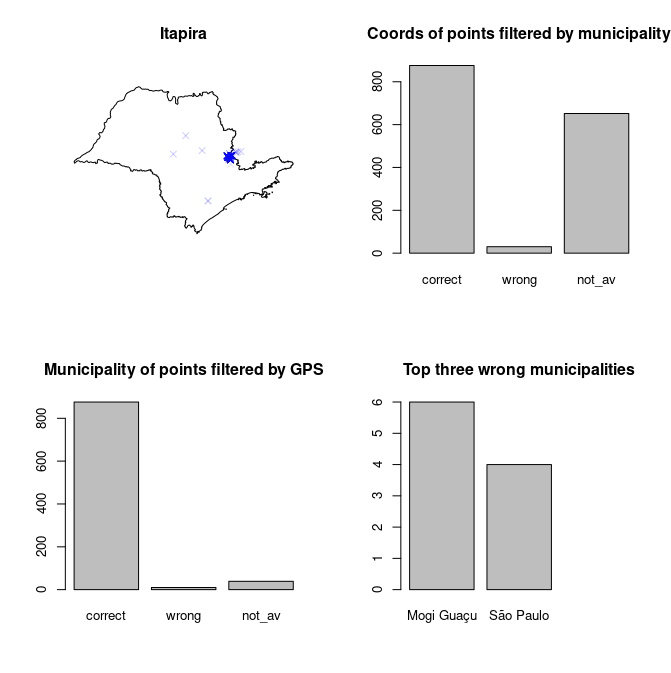 Itapira
Coords of points filtered by municipality
800
600
400
200
0
correct wrong not_av
Municipality of points filtered by GPS
800
600
400
200
0
correct wrong not_av
Top three wrong municipalities
6
5
4
3
2
1
0
Mogi Guaçu São Paulo